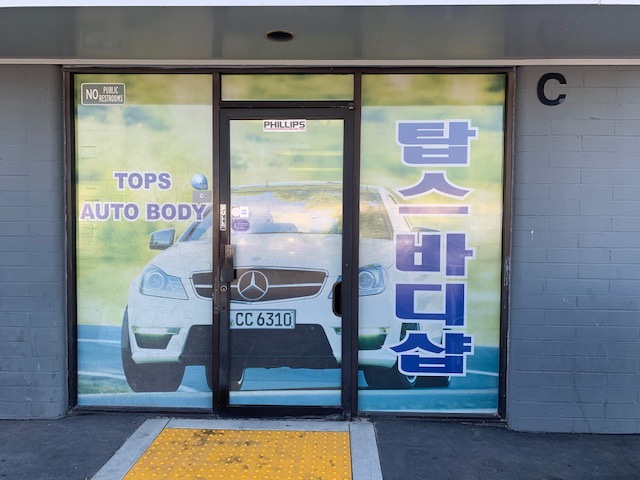 NO PUBLIC RESTROOMS
PHILLIPS
C
TOPS
AUTO BODY
CC 6310
탑스바디샵